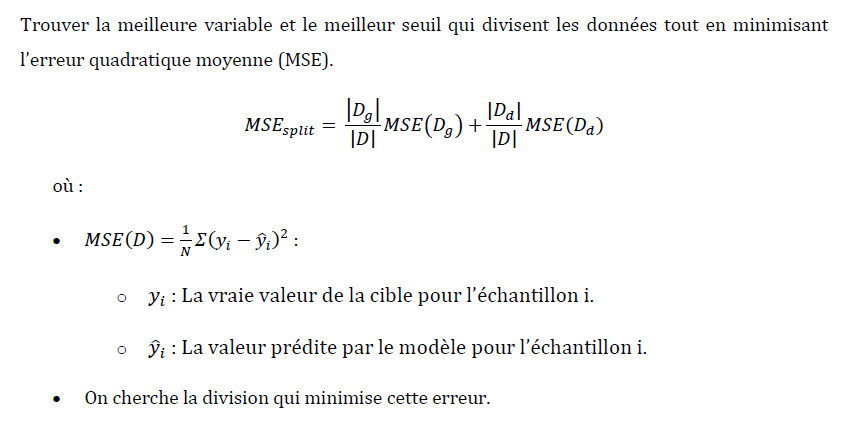 Trouver la meilleure variable et le meilleur seuil qui divisent les données tout en minimisant
l’erreur quadratique moyenne (MSE).
$MSE_{split} = \frac{|D_g|}{|D|} MSE(D_g) + \frac{|D_d|}{|D|} MSE(D_d)$
où :
• $MSE(D) = \frac{1}{N} \Sigma (y_i - \hat{y}_i)^2$ :
○ $y_i$ : La vraie valeur de la cible pour l’échantillon i.
○ $\hat{y}_i$ : La valeur prédite par le modèle pour l’échantillon i.
• On cherche la division qui minimise cette erreur.